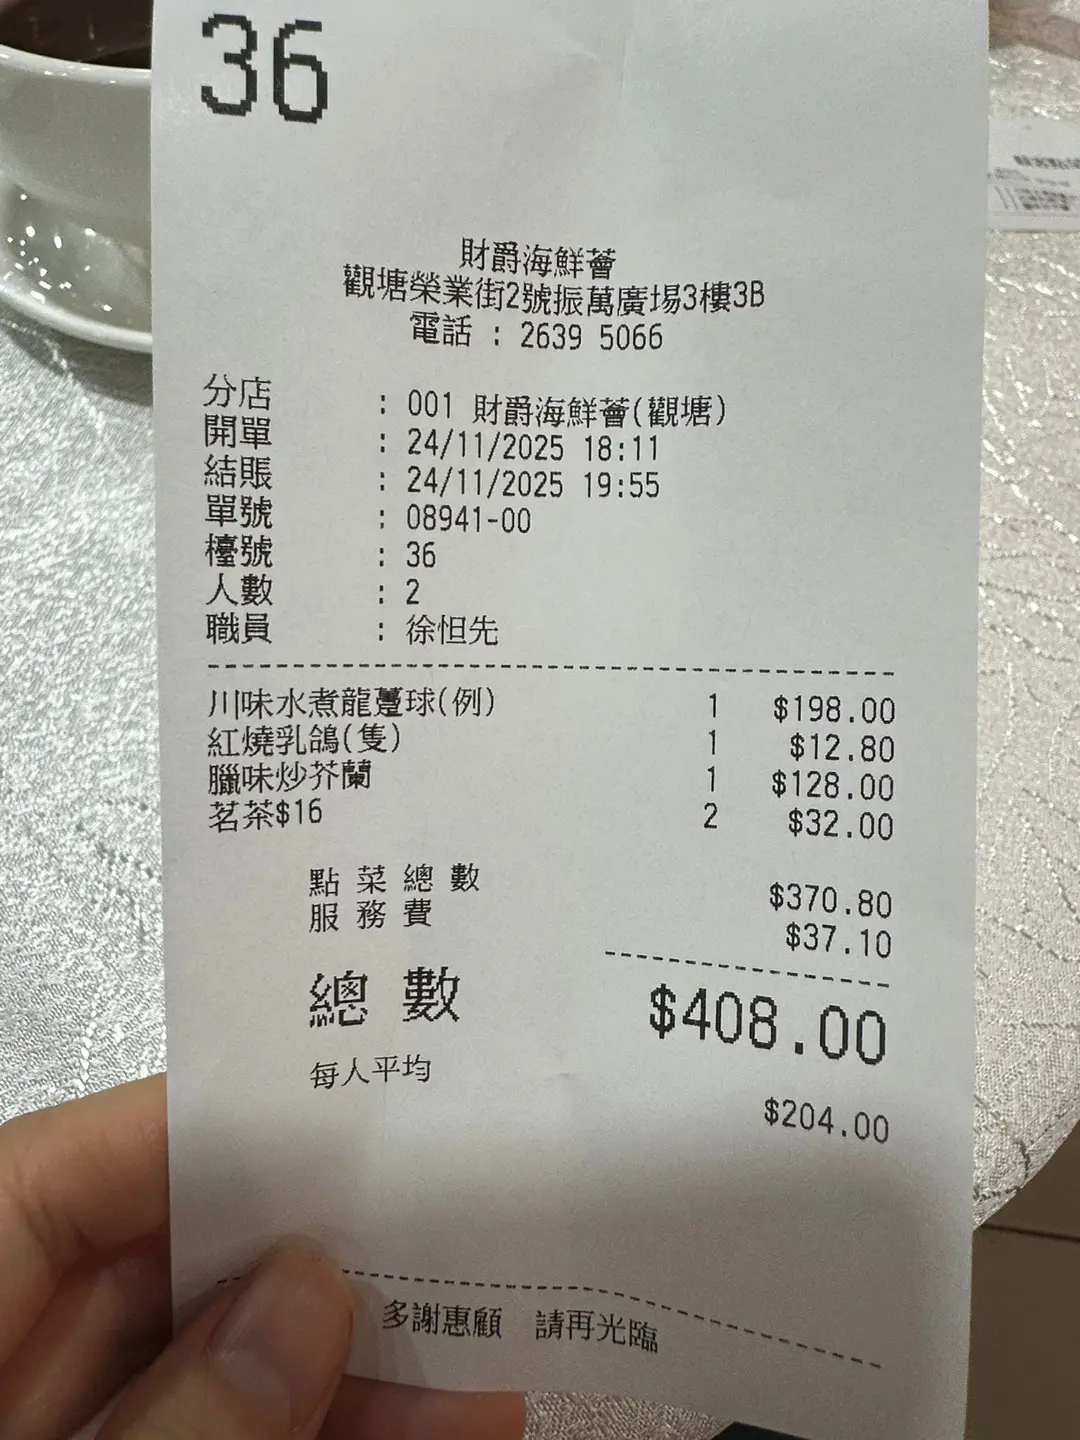 36
財爵海鮮薈
觀塘榮業街2號振萬廣場3樓3B
電話 : 2639 5066
分店 : 001 財爵海鮮薈(觀塘)
開單 : 24/11/2025 18:11
結賬 : 24/11/2025 19:55
單號 : 08941-00
檯號 : 36
人數 : 2
職員 : 徐怛先
川味水煮龍躉球(例) 1 $198.00
紅燒乳鴿(隻) 1 $12.80
臘味炒芥蘭 1 $128.00
茗茶$16 2 $32.00
點菜總數 $370.80
服務費 $37.10
總數 $408.00
每人平均 $204.00
多謝惠顧 請再光臨